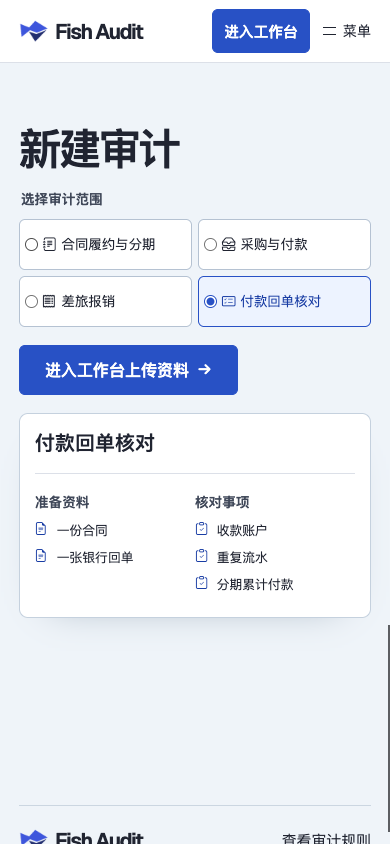 Fish Audit
进入工作台
菜单
新建审计
选择审计范围
合同履约与分期
采购与付款
差旅报销
付款回单核对
进入工作台上传资料 →
付款回单核对
准备资料
一份合同
一张银行回单
核对事项
收款账户
重复流水
分期累计付款
Fish Audit
查看审计规则